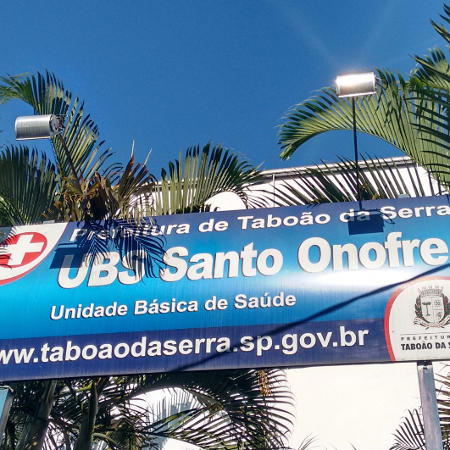 Prefeitura de Taboão da Serra
UBS Santo Onofre
Unidade Básica de Saúde
www.taboaodaserra.sp.gov.br
PREFEITURA
TABOÃO DA S